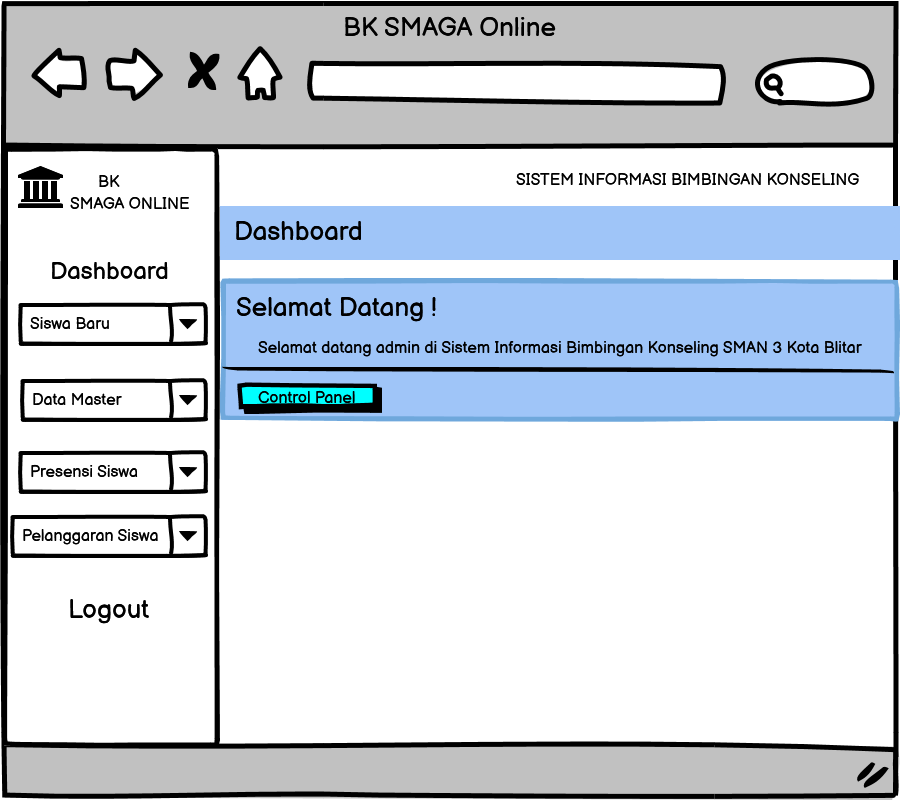 BK SMAGA Online
BK
SMAGA ONLINE
SISTEM INFORMASI BIMBINGAN KONSELING
Dashboard
Siswa Baru
Data Master
Presensi Siswa
Pelanggaran Siswa
Logout
Dashboard
Selamat Datang !
Selamat datang admin di Sistem Informasi Bimbingan Konseling SMAN 3 Kota Blitar
Control Panel